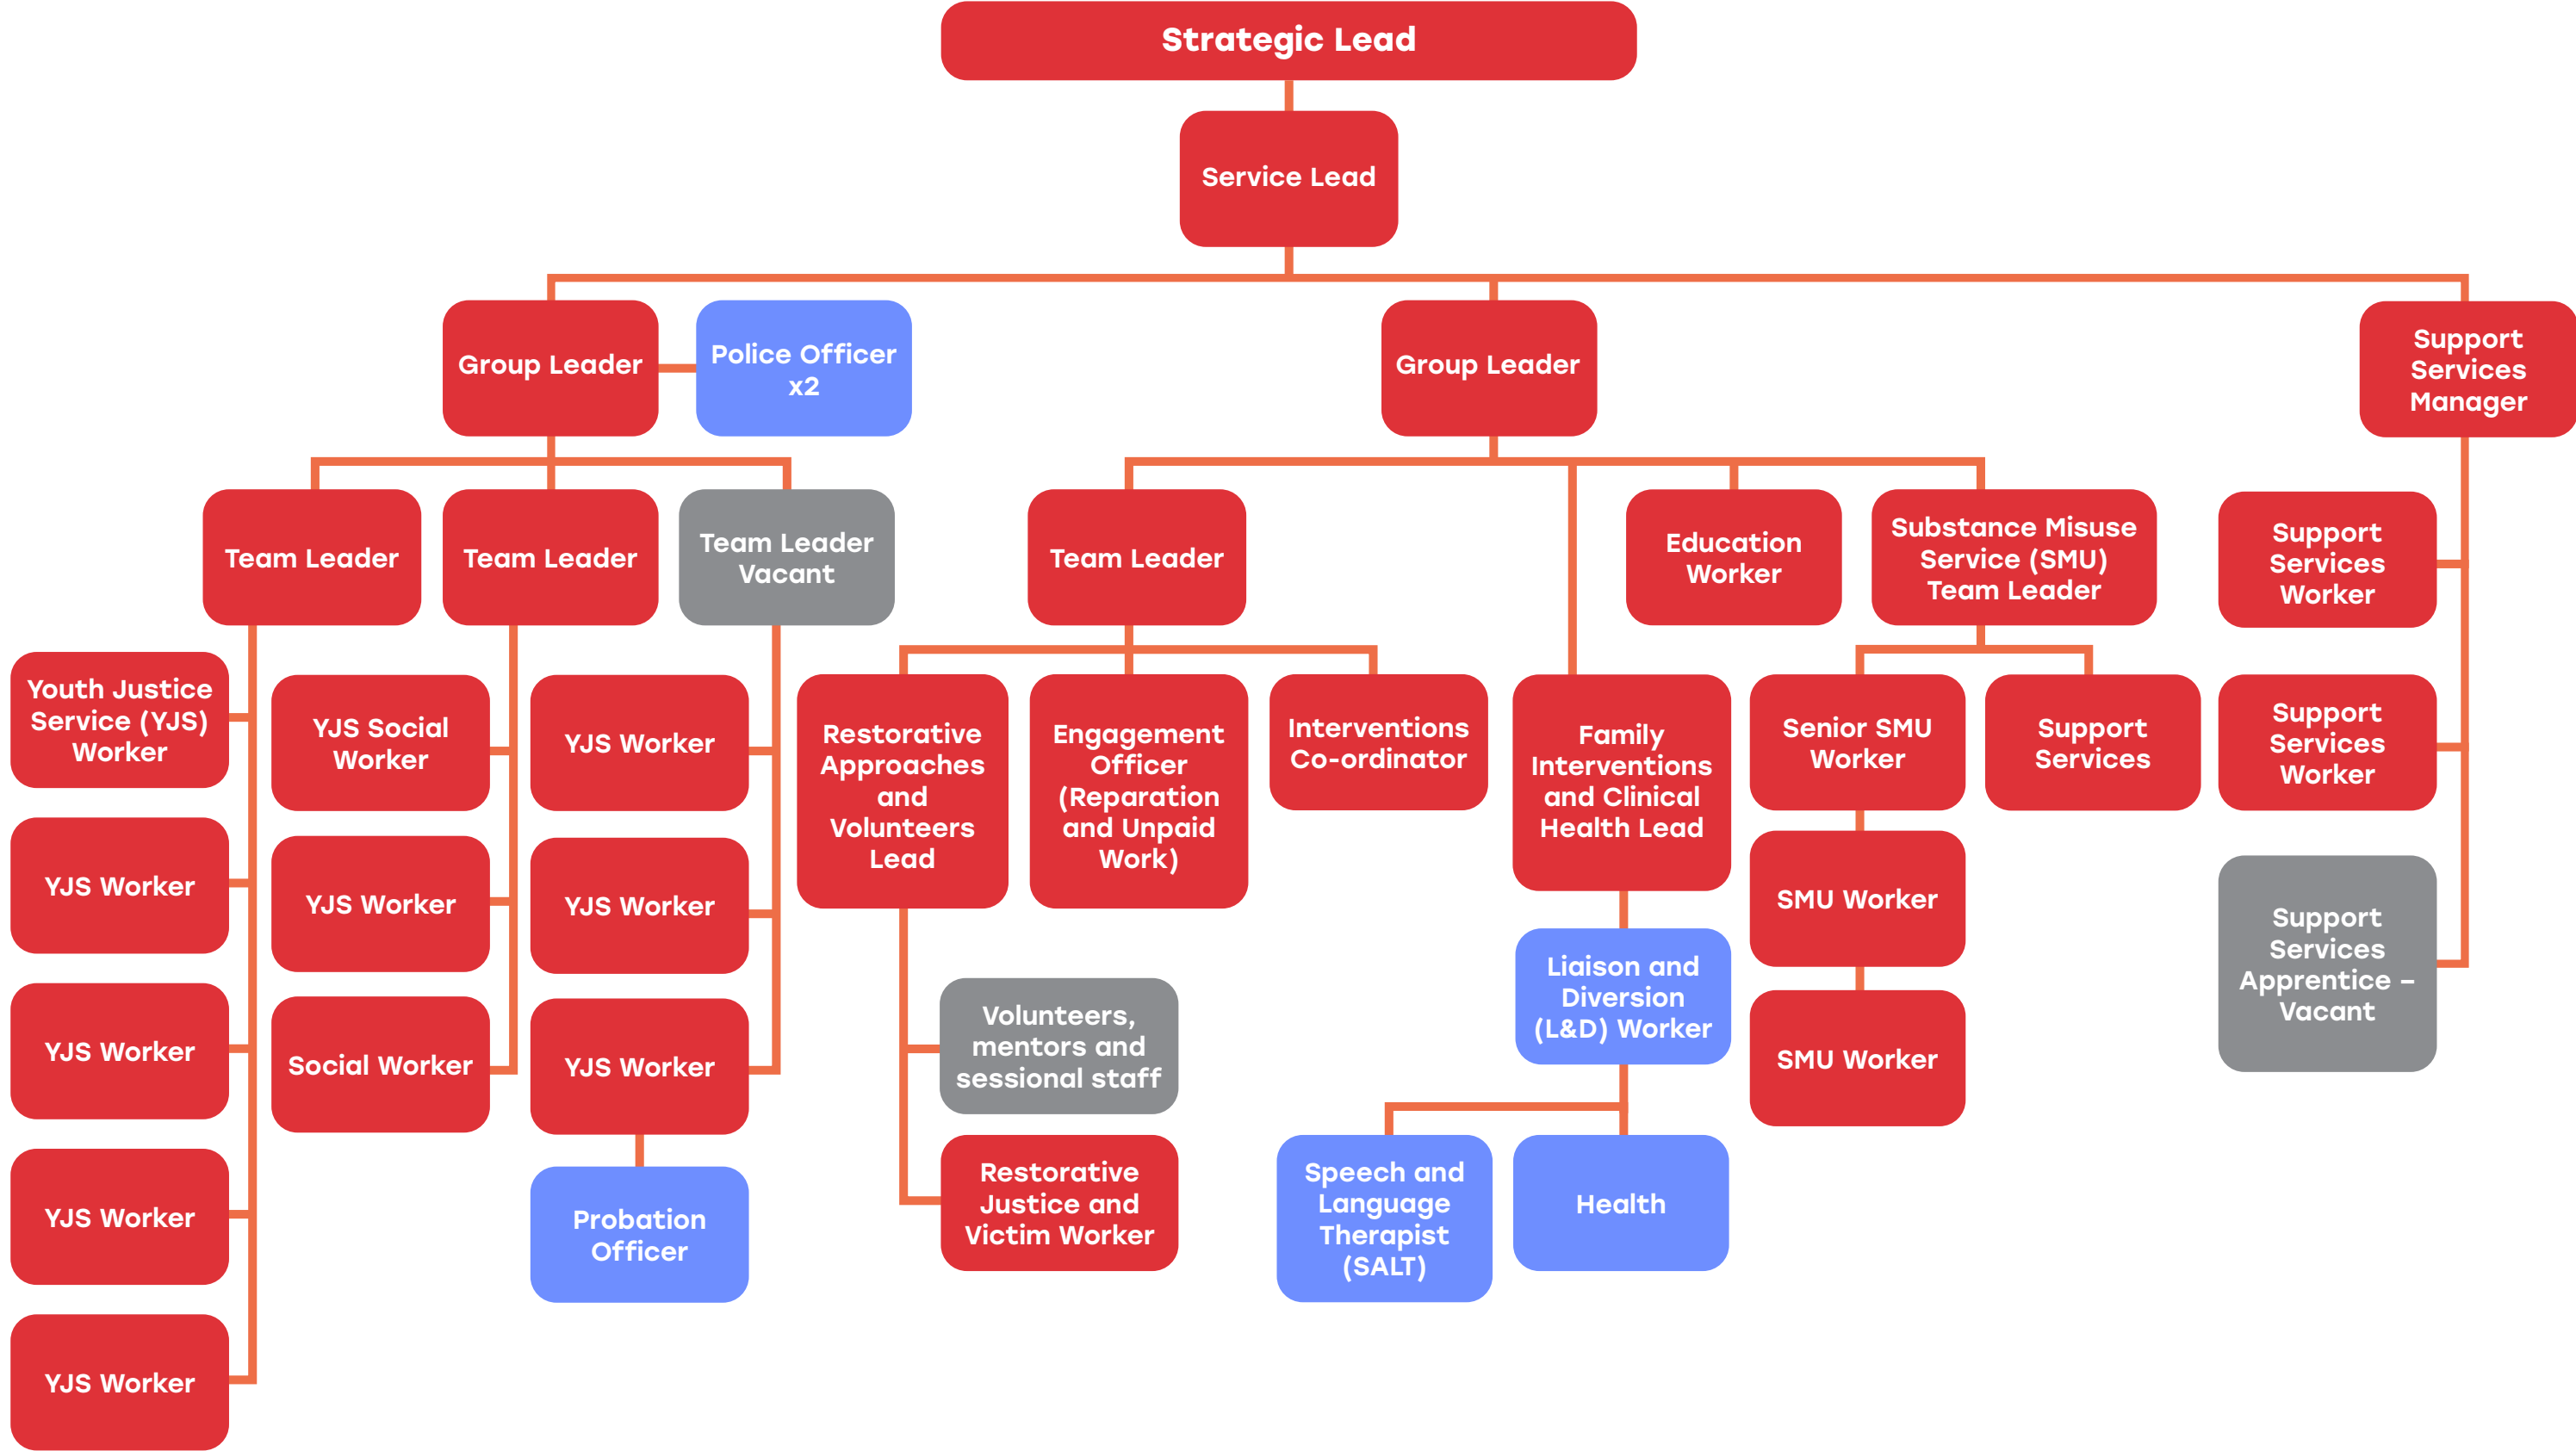 Strategic Lead
Service Lead
Group Leader
Police Officer
x2
Group Leader
Support
Services
Manager
Team Leader
Team Leader
Team Leader
Vacant
Team Leader
Education
Worker
Substance Misuse
Service (SMU)
Team Leader
Support
Services
Worker
Youth Justice
Service (YJS)
Worker
YJS Worker
YJS Worker
YJS Worker
YJS Worker
YJS Social
Worker
YJS Worker
Social Worker
YJS Worker
YJS Worker
YJS Worker
Probation
Officer
Restorative
Approaches
and
Volunteers
Lead
Engagement
Officer
(Reparation
and Unpaid
Work)
Interventions
Co-ordinator
Volunteers,
mentors and
sessional staff
Restorative
Justice and
Victim Worker
Family
Interventions
and Clinical
Health Lead
Liaison and
Diversion
(L&D) Worker
Speech and
Language
Therapist
(SALT)
Health
Senior SMU
Worker
SMU Worker
SMU Worker
Support
Services
Support
Services
Worker
Support
Services
Apprentice –
Vacant